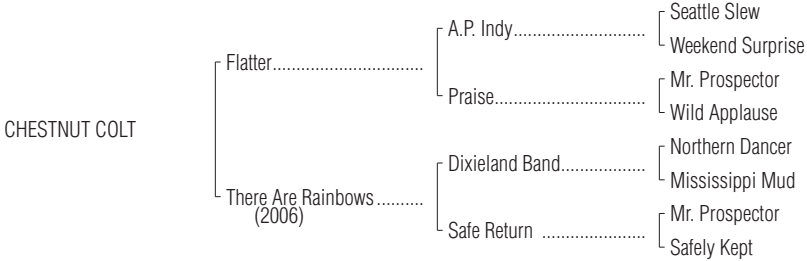 Seattle Slew
A.P. Indy..............................
Weekend Surprise
Flatter..................................
Mr. Prospector
Praise..................................
Wild Applause
CHESTNUT COLT
Northern Dancer
Dixieland Band...................
Mississippi Mud
There Are Rainbows ..........
(2006)
Mr. Prospector
Safe Return .......................
Safely Kept